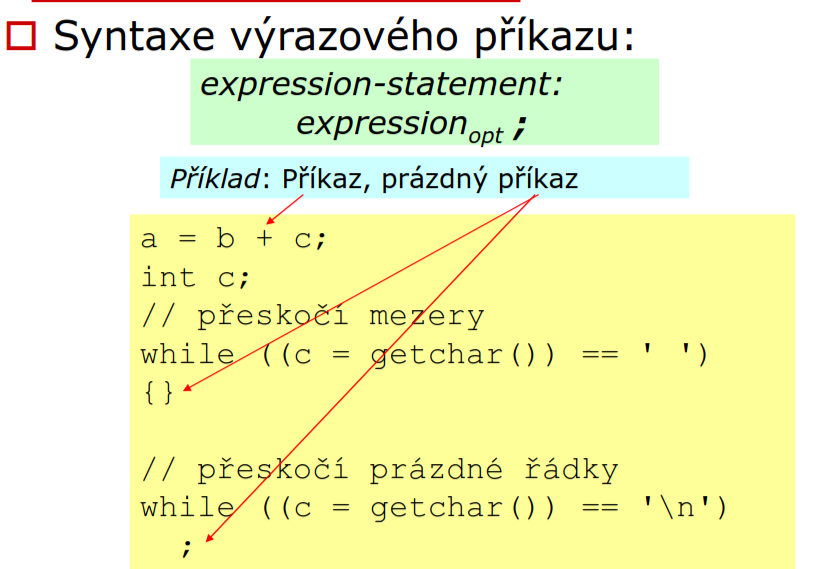 Syntaxe výrazového příkazu:
expression-statement:
expression opt ;
Příklad: Příkaz, prázdný příkaz
a = b + c;
int c;
// přeskočí mezery
while ((c = getchar()) == ' ')
{}
// přeskočí prázdné řádky
while ((c = getchar()) == '\n')
;